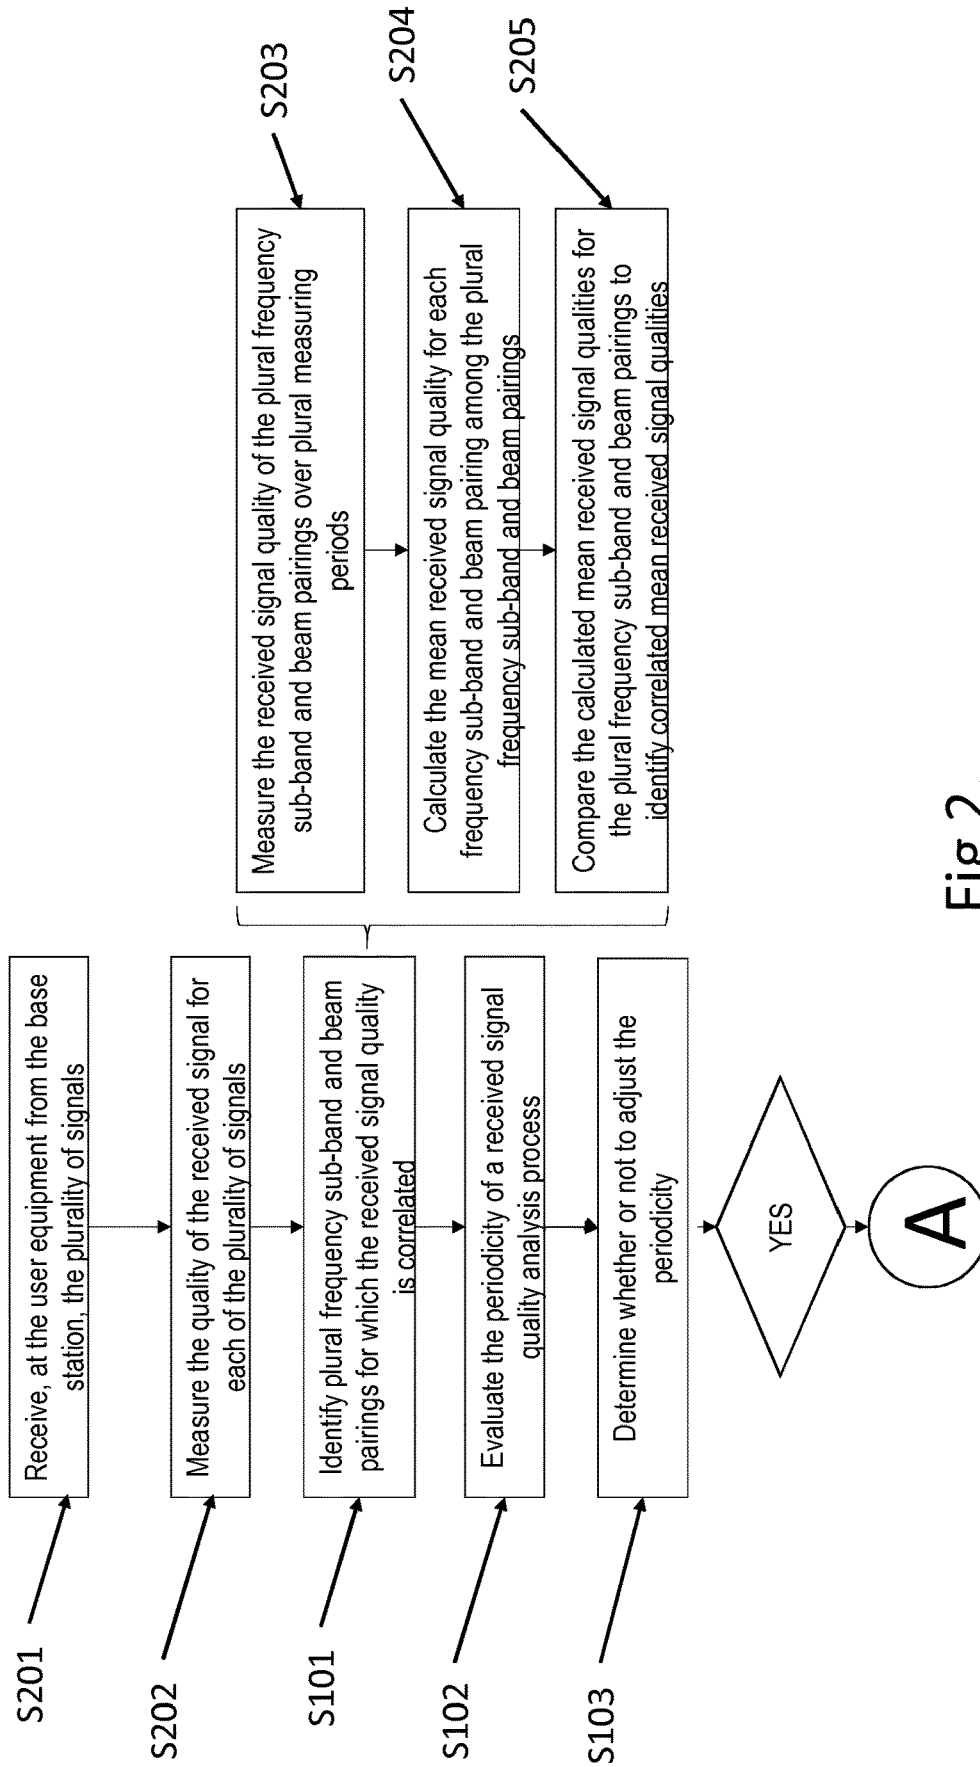 S201
Receive, at the user equipment from the base
station, the plurality of signals
S202
Measure the quality of the received signal for
each of the plurality of signals
S101
Identify plural frequency sub-band and beam
pairings for which the received signal quality
is correlated
S102
Evaluate the periodicity of a received signal
quality analysis process
S103
Determine whether or not to adjust the
periodicity
YES
A
S203
Measure the received signal quality of the plural frequency
sub-band and beam pairings over plural measuring
periods
S204
Calculate the mean received signal quality for each
frequency sub-band and beam pairing among the plural
frequency sub-band and beam pairings
S205
Compare the calculated mean received signal qualities for
the plural frequency sub-band and beam pairings to
identify correlated mean received signal qualities
Fig 2